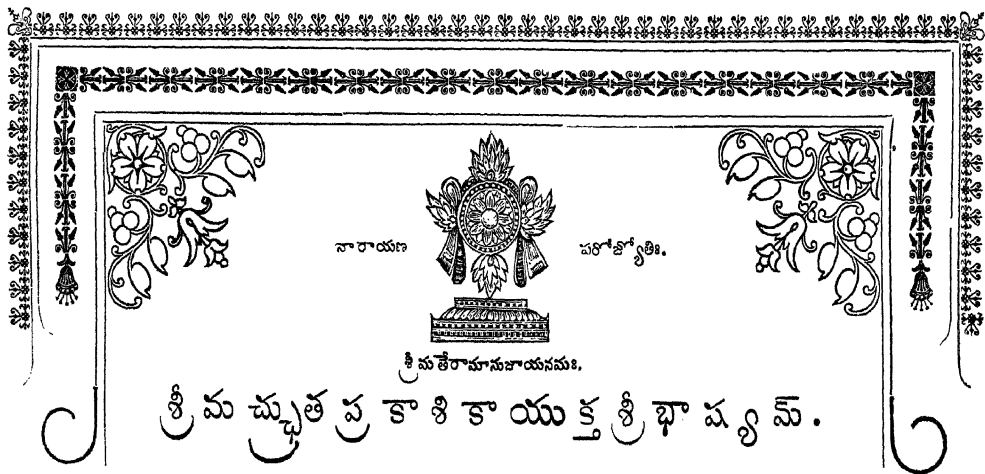 నారాయణ పరోజ్యోతిః.
శ్రీమతేరామానుజాయనమః.
శ్రీమచ్ఛ్రుతప్రకాశికాయుక్తశ్రీభాష్యమ్.